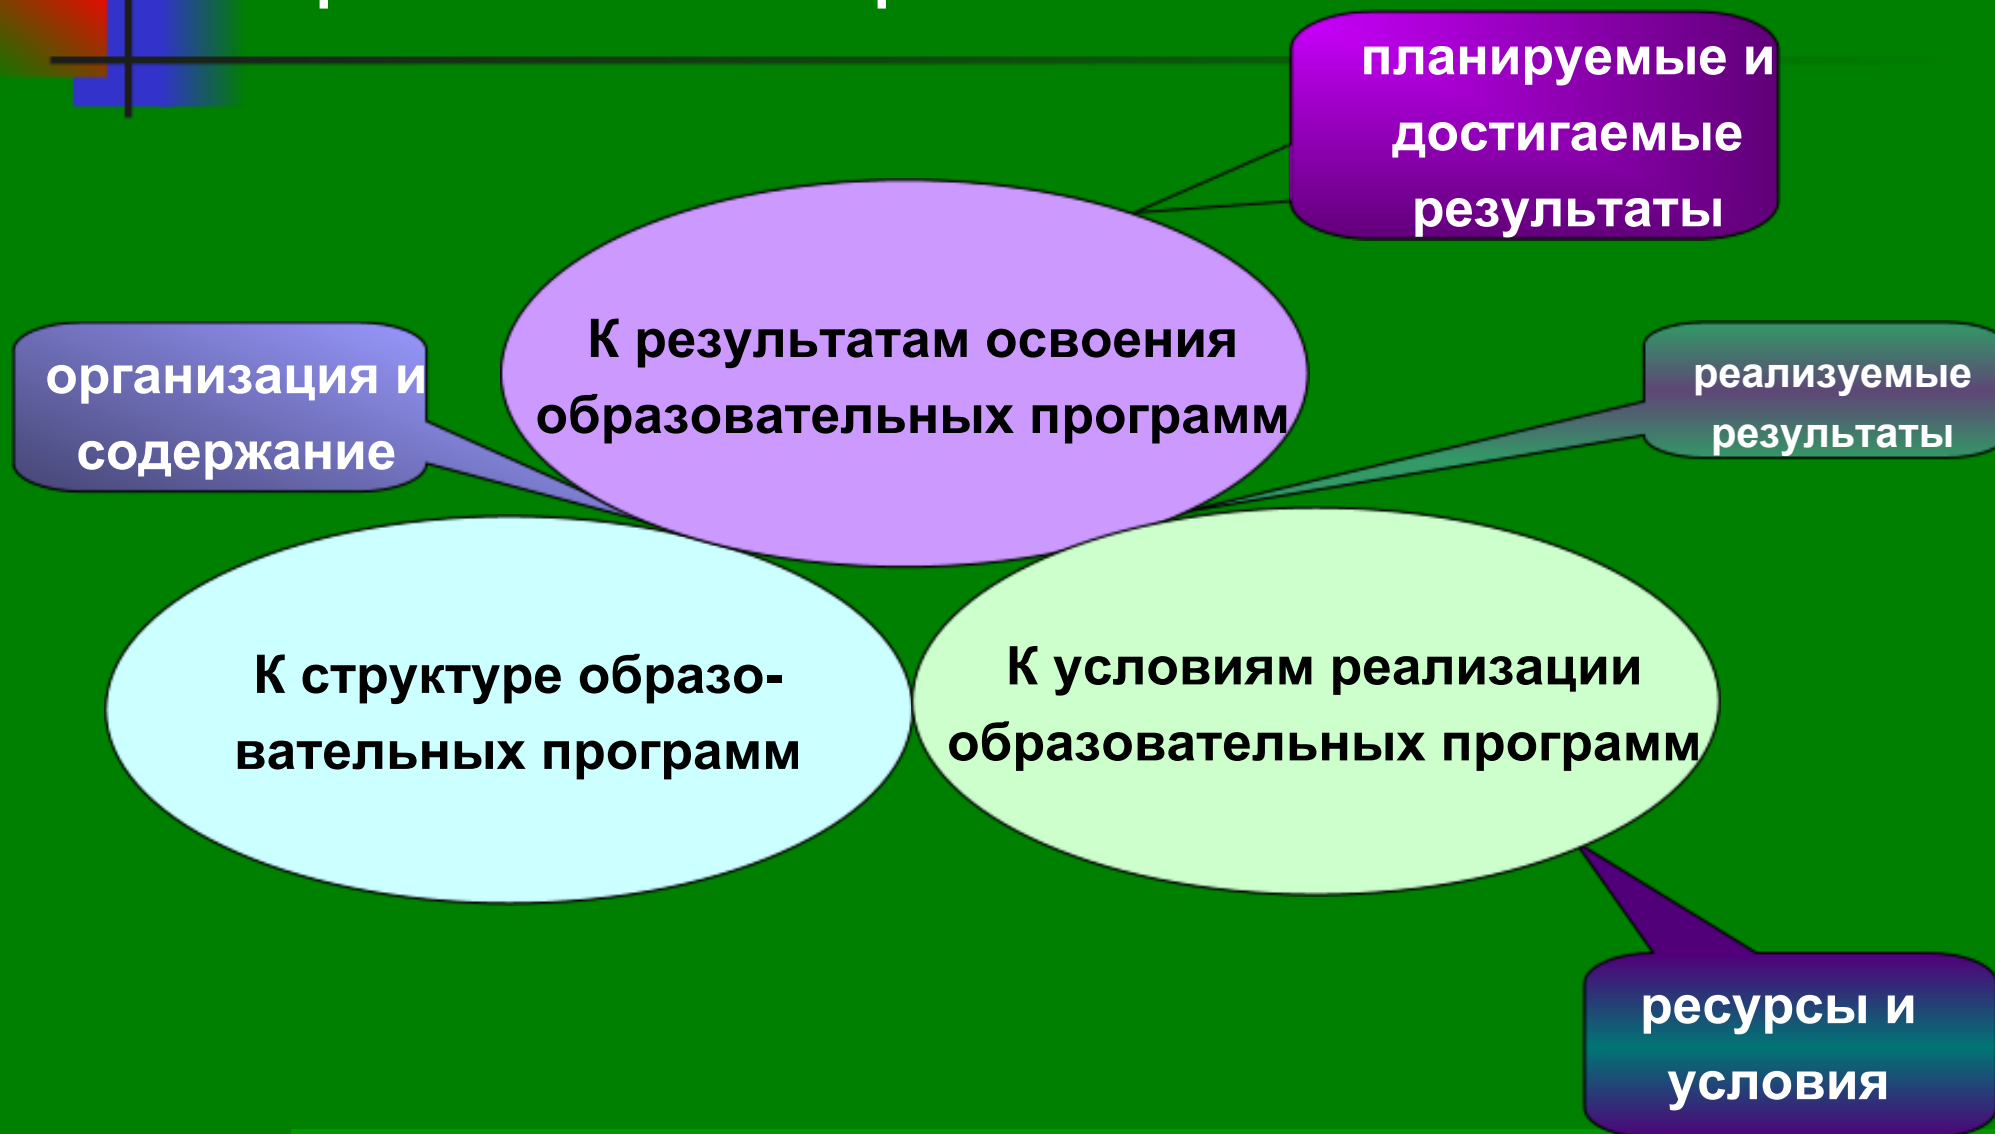 планируемые и
достигаемые
результаты
К результатам освоения
образовательных программ
организация и
содержание
реализуемые
результаты
К структуре образо-
вательных программ
К условиям реализации
образовательных программ
ресурсы и
условия